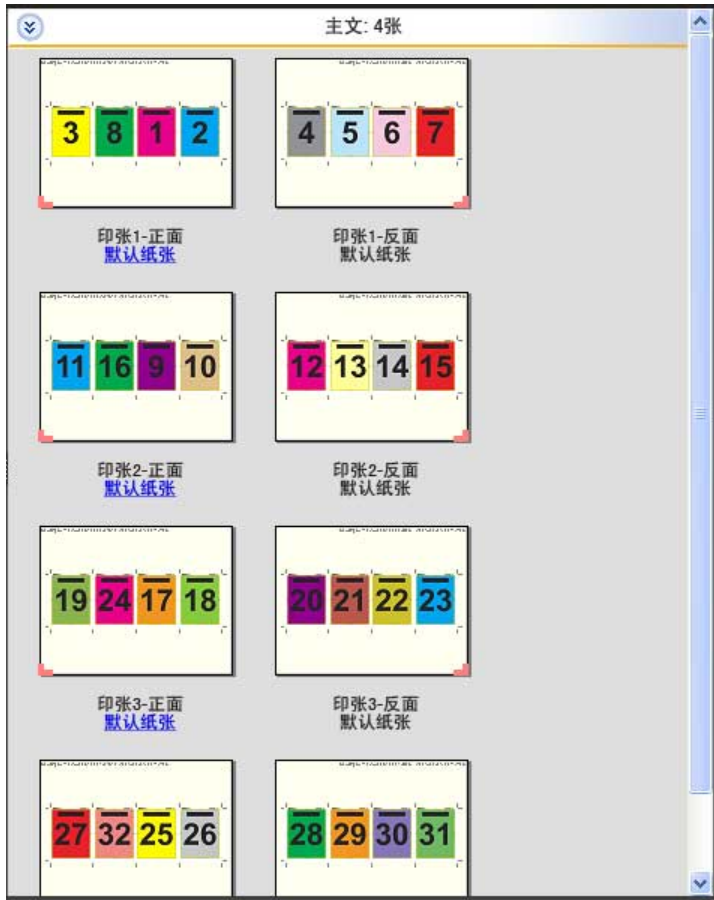 主文: 4张
3 8 1 2
4 5 6 7
印张1-正面
默认纸张
印张1-反面
默认纸张
11 16 9 10
12 13 14 15
印张2-正面
默认纸张
印张2-反面
默认纸张
19 24 17 18
20 21 22 23
印张3-正面
默认纸张
印张3-反面
默认纸张
27 32 25 26
28 29 30 31